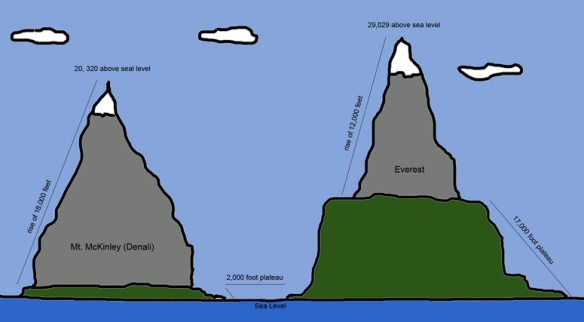 29,029 above sea level
20, 320 above seal level
rise of 18,000 feet
rise of 12,000 feet
Everest
Mt. McKinley (Denali)
17,000 foot plateau
2,000 foot plateau
Sea Level